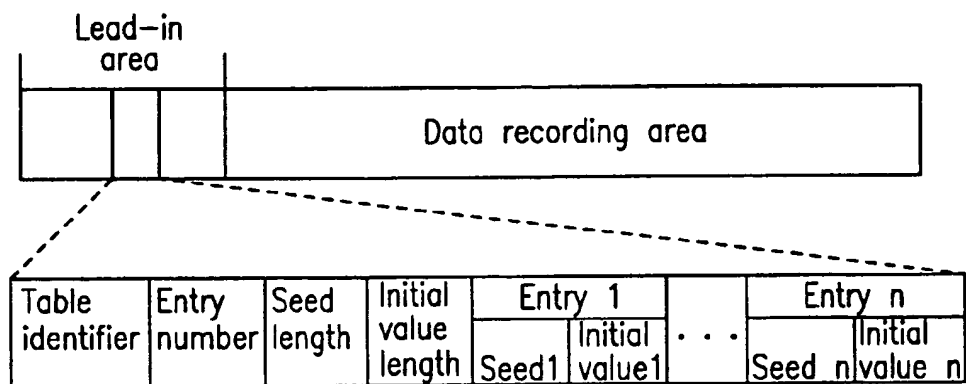 Lead-in
area
Data recording area
Table
identifier
Entry
number
Seed
length
Initial
value
length
Entry 1
Seed1
Initial
value1
· · ·
Entry n
Seed n
Initial
value n